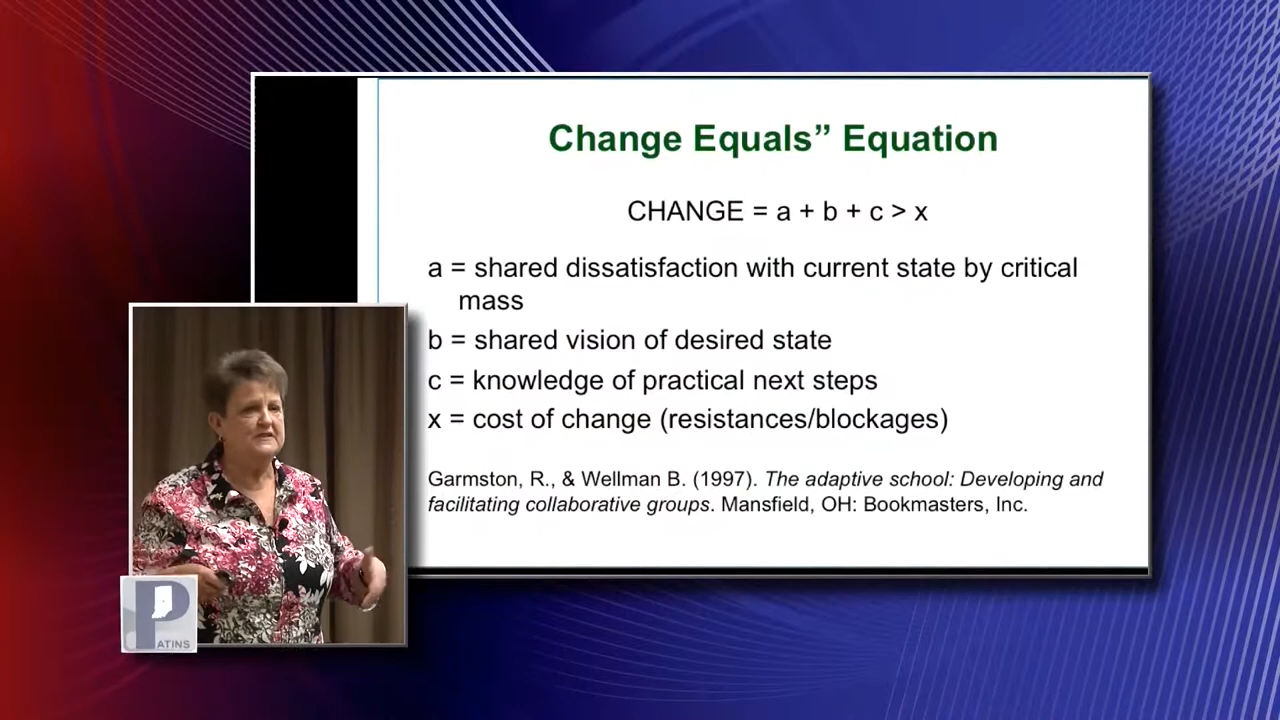 Change Equals” Equation
CHANGE = a + b + c > x
a = shared dissatisfaction with current state by critical
mass
b = shared vision of desired state
c = knowledge of practical next steps
x = cost of change (resistances/blockages)
Garmston, R., & Wellman B. (1997). The adaptive school: Developing and
facilitating collaborative groups. Mansfield, OH: Bookmasters, Inc.
PATINS